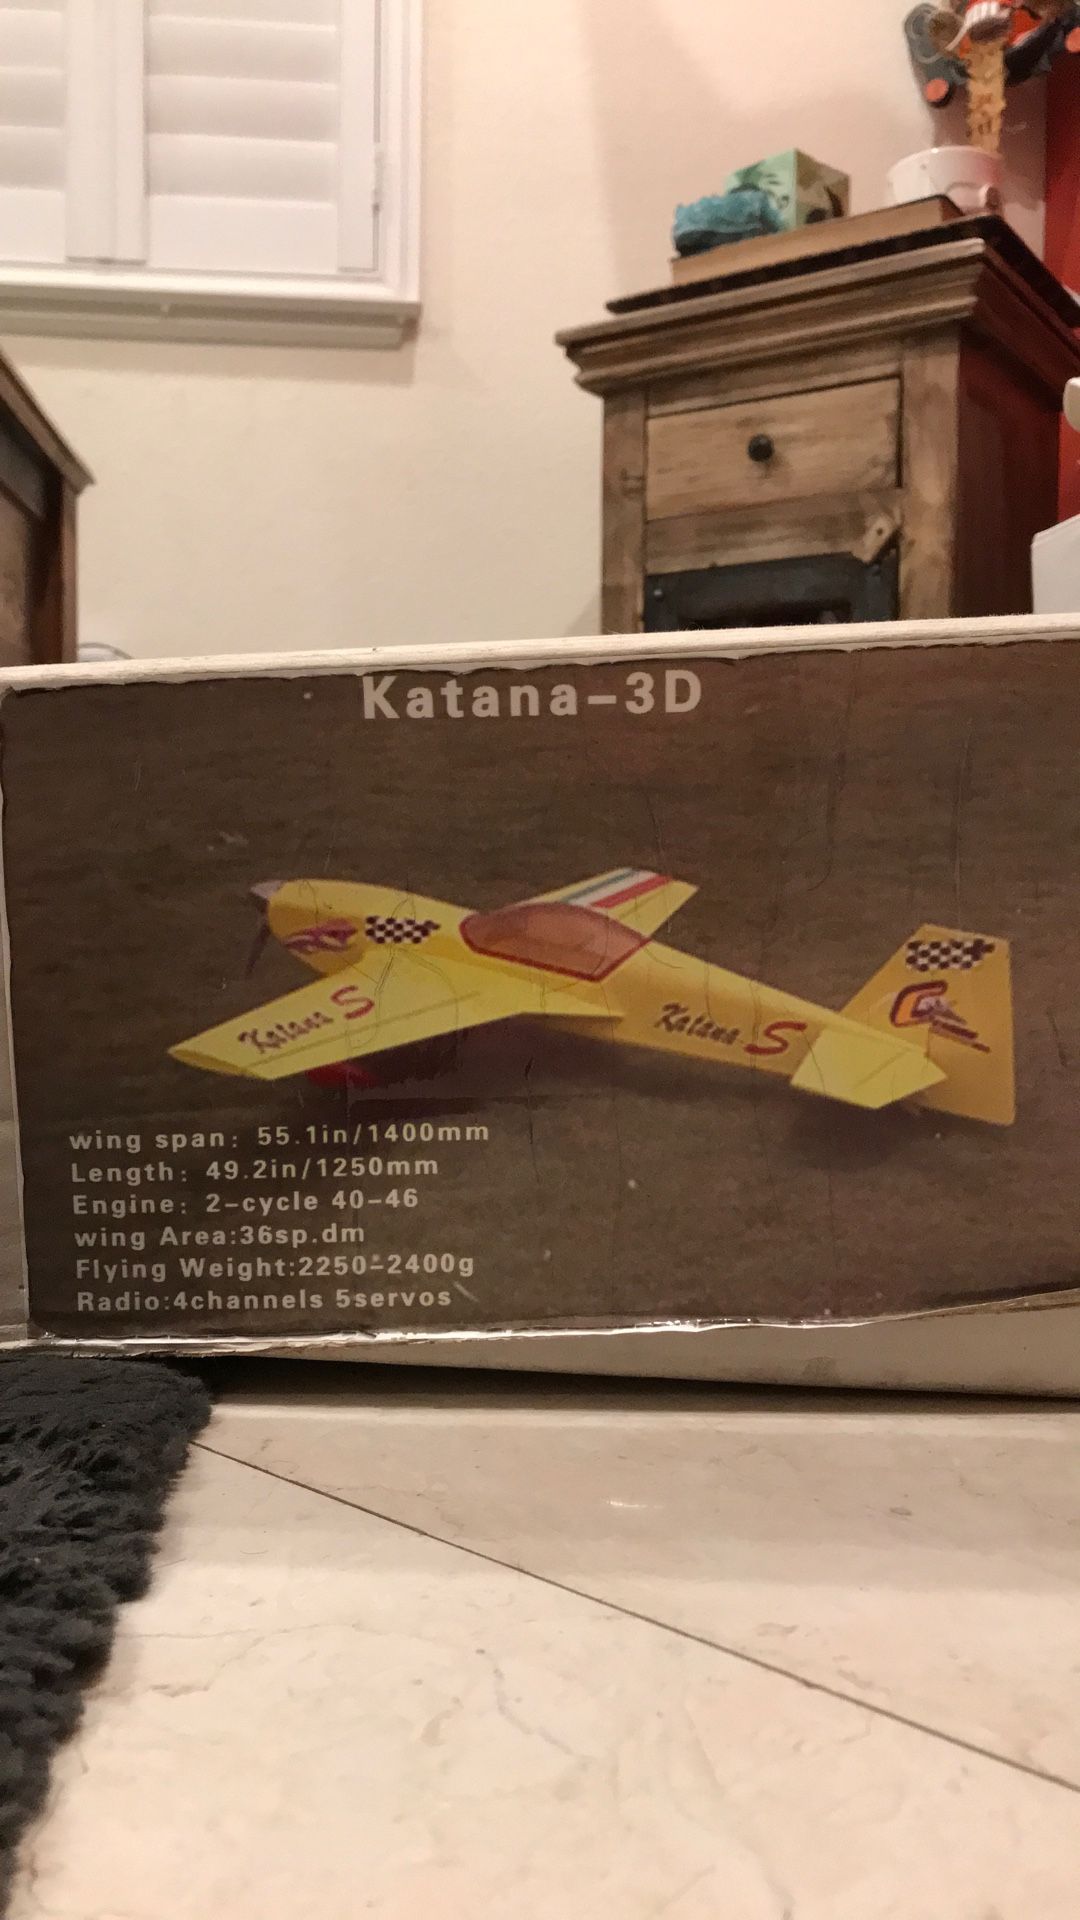 Katana-3D
Katana S
Katana S
wing span: 55.1in/1400mm
Length: 49.2in/1250mm
Engine: 2-cycle 40-46
wing Area:36sp.dm
Flying Weight:2250-2400g
Radio:4channels 5servos